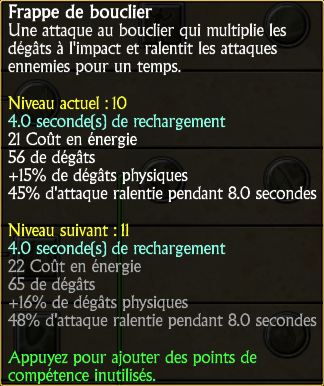 Frappe de bouclier
Une attaque au bouclier qui multiplie les
dégâts à l'impact et ralentit les attaques
ennemies pour un temps.
Niveau actuel : 10
4.0 seconde(s) de rechargement
21 Coût en énergie
56 de dégâts
+15% de dégâts physiques
45% d'attaque ralentie pendant 8.0 secondes
Niveau suivant : 11
4.0 seconde(s) de rechargement
22 Coût en énergie
65 de dégâts
+16% de dégâts physiques
48% d'attaque ralentie pendant 8.0 secondes
Appuyez pour ajouter des points de
compétence inutilisés.